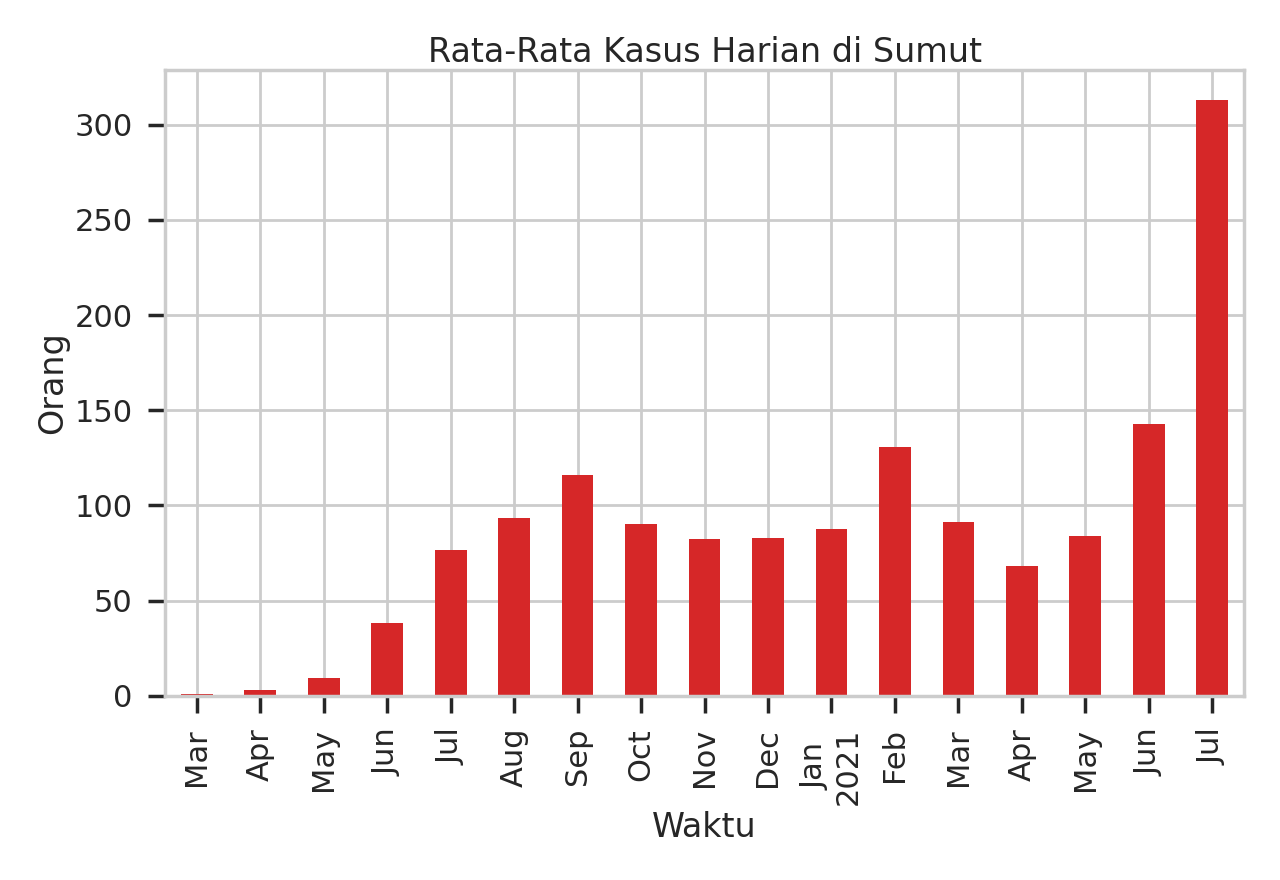 Rata-Rata Kasus Harian di Sumut
300
250
200
150
100
50
0
Orang
Mar
Apr
May
Jun
Jul
Aug
Sep
Oct
Nov
Dec
Jan
2021
Feb
Mar
Apr
May
Jun
Jul
Waktu